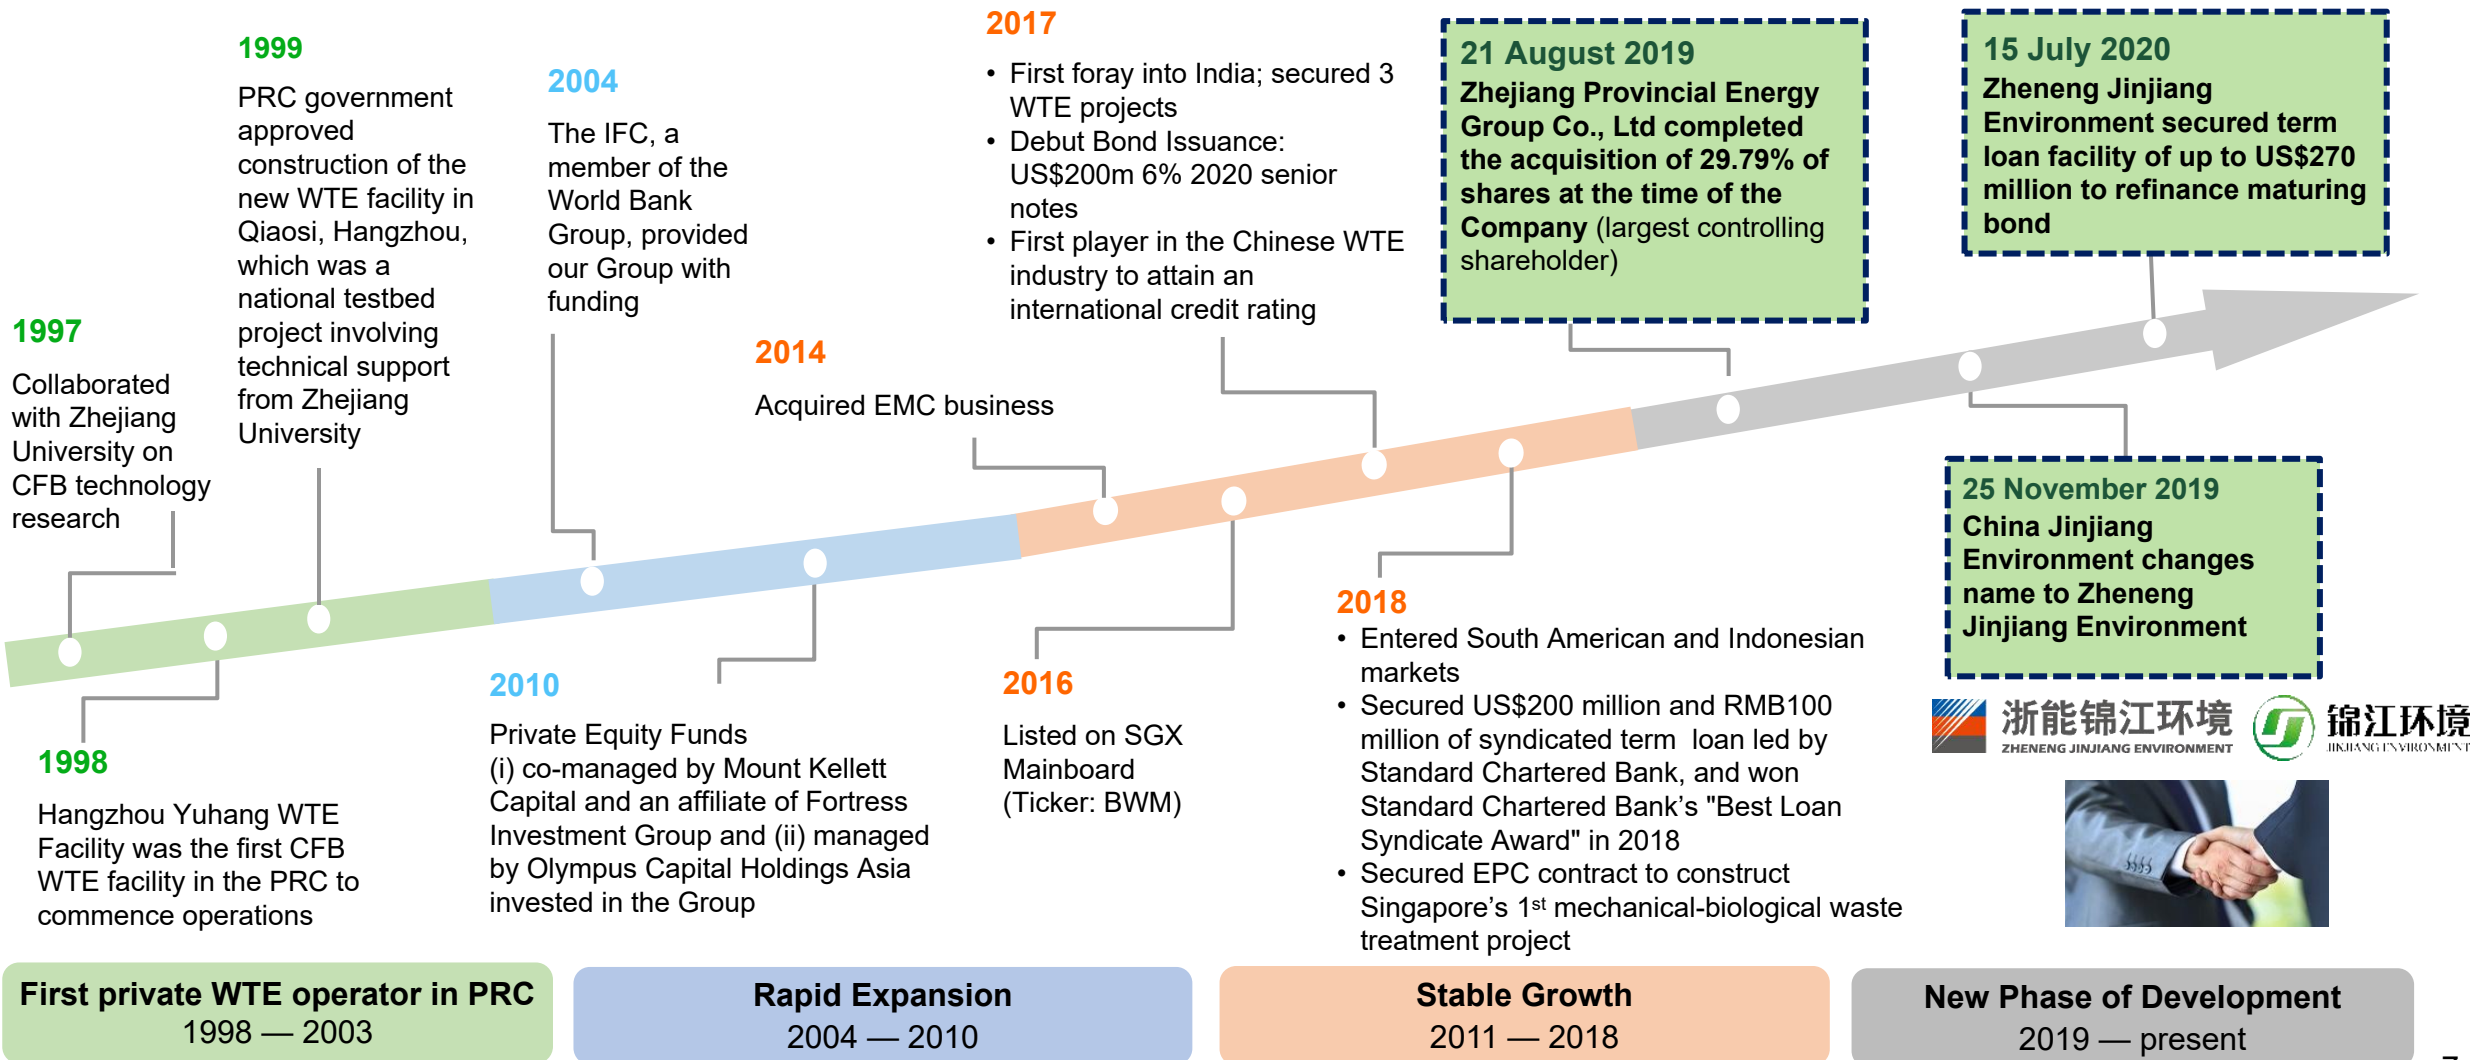 1997
Collaborated
with Zhejiang
University on
CFB technology
research
1998
Hangzhou Yuhang WTE
Facility was the first CFB
WTE facility in the PRC to
commence operations
1999
PRC government
approved
construction of the
new WTE facility in
Qiaosi, Hangzhou,
which was a
national testbed
project involving
technical support
from Zhejiang
University
2004
The IFC, a
member of the
World Bank
Group, provided
our Group with
funding
2010
Private Equity Funds
(i) co-managed by Mount Kellett
Capital and an affiliate of Fortress
Investment Group and (ii) managed
by Olympus Capital Holdings Asia
invested in the Group
2014
Acquired EMC business
2016
Listed on SGX
Mainboard
(Ticker: BWM)
2017
• First foray into India; secured 3
WTE projects
• Debut Bond Issuance:
US$200m 6% 2020 senior
notes
• First player in the Chinese WTE
industry to attain an
international credit rating
2018
• Entered South American and Indonesian
markets
• Secured US$200 million and RMB100
million of syndicated term loan led by
Standard Chartered Bank, and won
Standard Chartered Bank’s "Best Loan
Syndicate Award" in 2018
• Secured EPC contract to construct
Singapore’s 1st mechanical-biological waste
treatment project
21 August 2019
Zhejiang Provincial Energy
Group Co., Ltd completed
the acquisition of 29.79% of
shares at the time of the
Company (largest controlling
shareholder)
25 November 2019
China Jinjiang
Environment changes
name to Zheneng
Jinjiang Environment
15 July 2020
Zheneng Jinjiang
Environment secured term
loan facility of up to US$270
million to refinance maturing
bond
浙能锦江环境
ZHENENG JINJIANG ENVIRONMENT
锦江环境
JINJIANG ENVIRONMENT
First private WTE operator in PRC
1998 — 2003
Rapid Expansion
2004 — 2010
Stable Growth
2011 — 2018
New Phase of Development
2019 — present